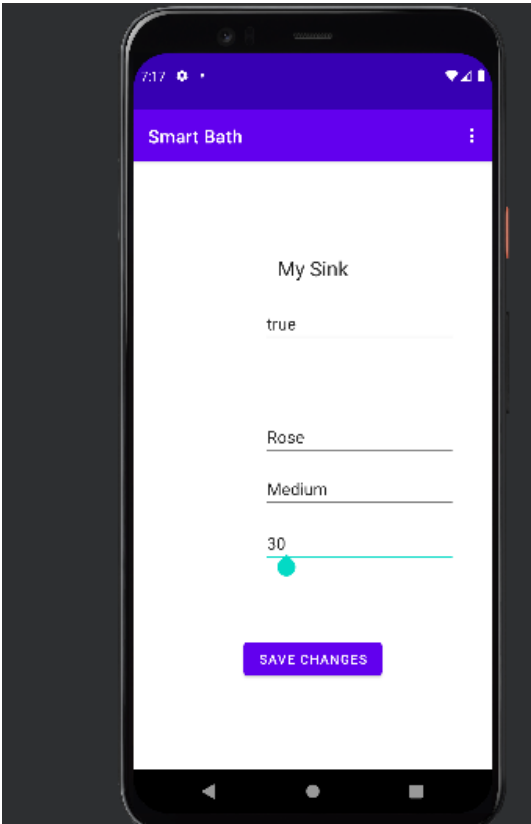 7:17
Smart Bath
My Sink
true
Rose
Medium
30
SAVE CHANGES